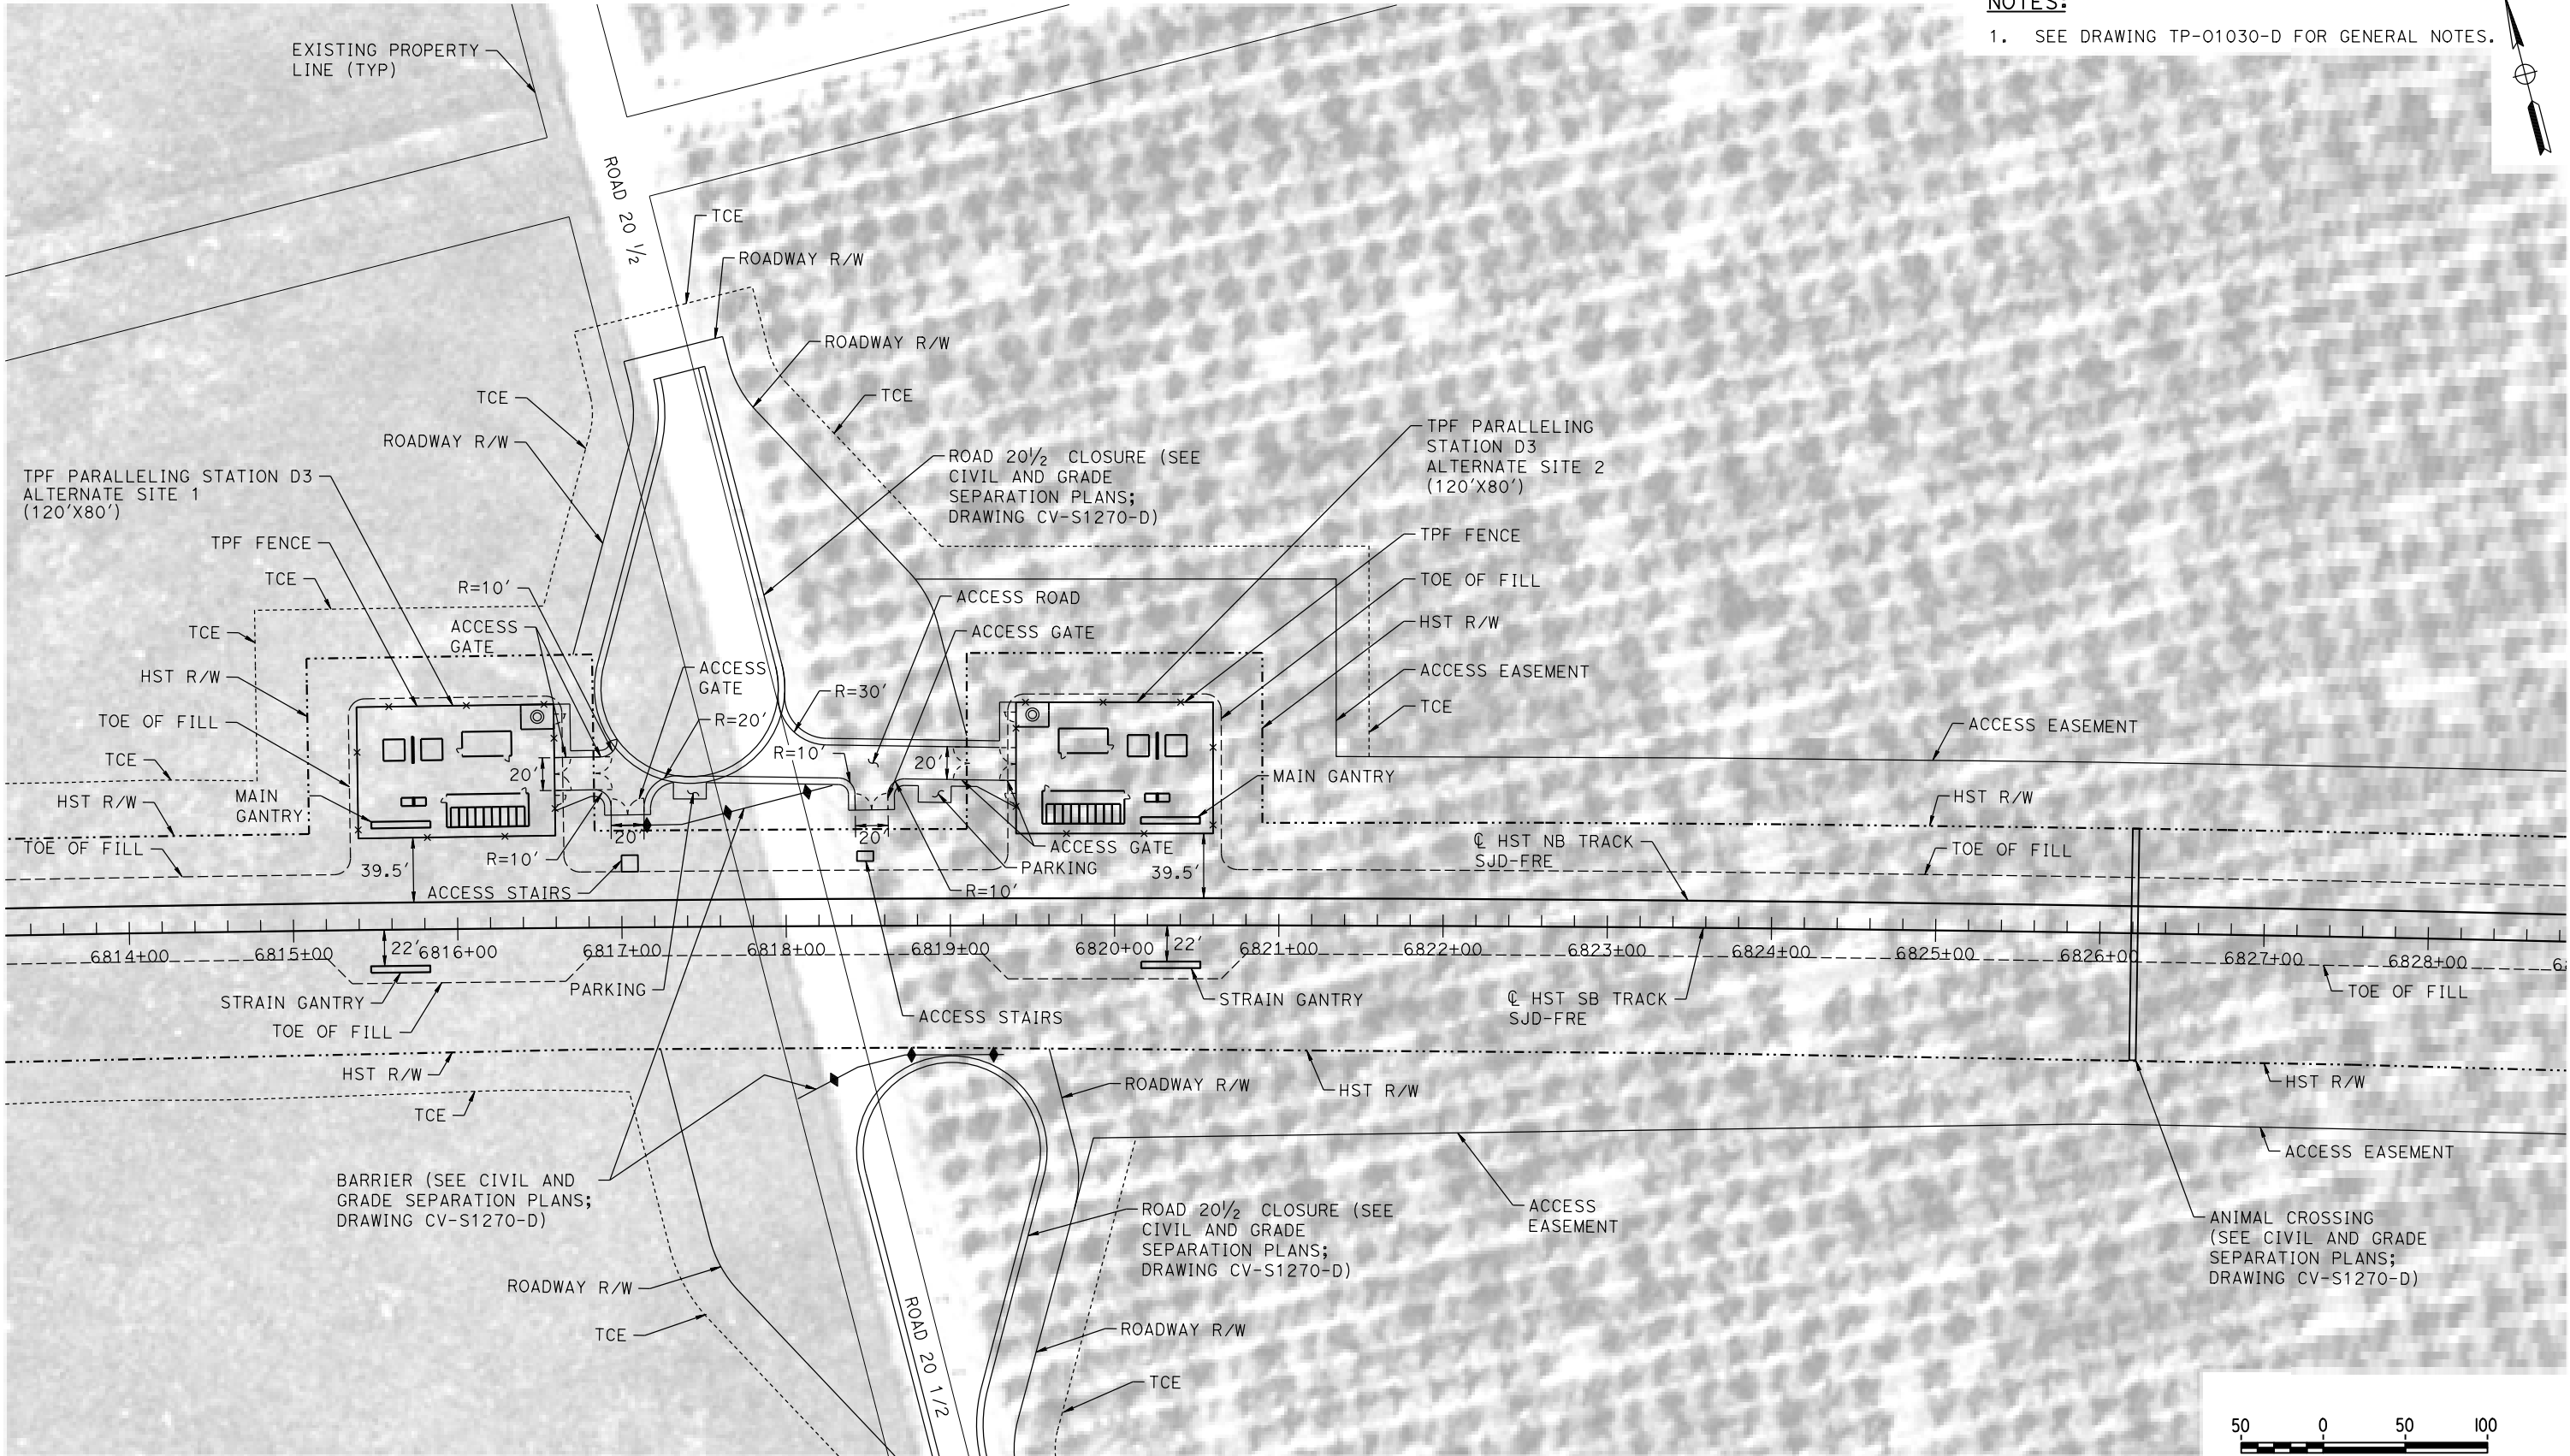 NOTES:
1. SEE DRAWING TP-01030-D FOR GENERAL NOTES.
EXISTING PROPERTY
LINE (TYP)
ROAD 20 ½
TCE
ROADWAY R/W
ROADWAY R/W
TCE
TCE
ROADWAY R/W
TPF PARALLELING
STATION D3
ALTERNATE SITE 2
(120'X80')
ROAD 20½ CLOSURE (SEE
CIVIL AND GRADE
SEPARATION PLANS;
DRAWING CV-S1270-D)
TPF PARALLELING STATION D3
ALTERNATE SITE 1
(120'X80')
TPF FENCE
TPF FENCE
TCE
R=10'
TOE OF FILL
ACCESS ROAD
TCE
ACCESS
GATE
ACCESS GATE
HST R/W
HST R/W
ACCESS
GATE
R=30'
ACCESS EASEMENT
TCE
TOE OF FILL
R=20'
ACCESS EASEMENT
TCE
R=10'
20'
20'
MAIN GANTRY
HST R/W
MAIN
GANTRY
HST R/W
20'
20'
TOE OF FILL
R=10'
ACCESS GATE
℄ HST NB TRACK
SJD-FRE
TOE OF FILL
39.5'
PARKING
39.5'
ACCESS STAIRS
R=10'
6814+00
6815+00
22'
6816+00
6817+00
6818+00
6819+00
6820+00
22'
6821+00
6822+00
6823+00
6824+00
6825+00
6826+00
6827+00
6828+00
STRAIN GANTRY
PARKING
STRAIN GANTRY
℄ HST SB TRACK
SJD-FRE
TOE OF FILL
TOE OF FILL
ACCESS STAIRS
HST R/W
ROADWAY R/W
HST R/W
HST R/W
TCE
ACCESS EASEMENT
BARRIER (SEE CIVIL AND
GRADE SEPARATION PLANS;
DRAWING CV-S1270-D)
ROAD 20½ CLOSURE (SEE
CIVIL AND GRADE
SEPARATION PLANS;
DRAWING CV-S1270-D)
ACCESS
EASEMENT
ANIMAL CROSSING
(SEE CIVIL AND GRADE
SEPARATION PLANS;
DRAWING CV-S1270-D)
ROADWAY R/W
TCE
ROAD 20 1/2
ROADWAY R/W
TCE
50 0 50 100